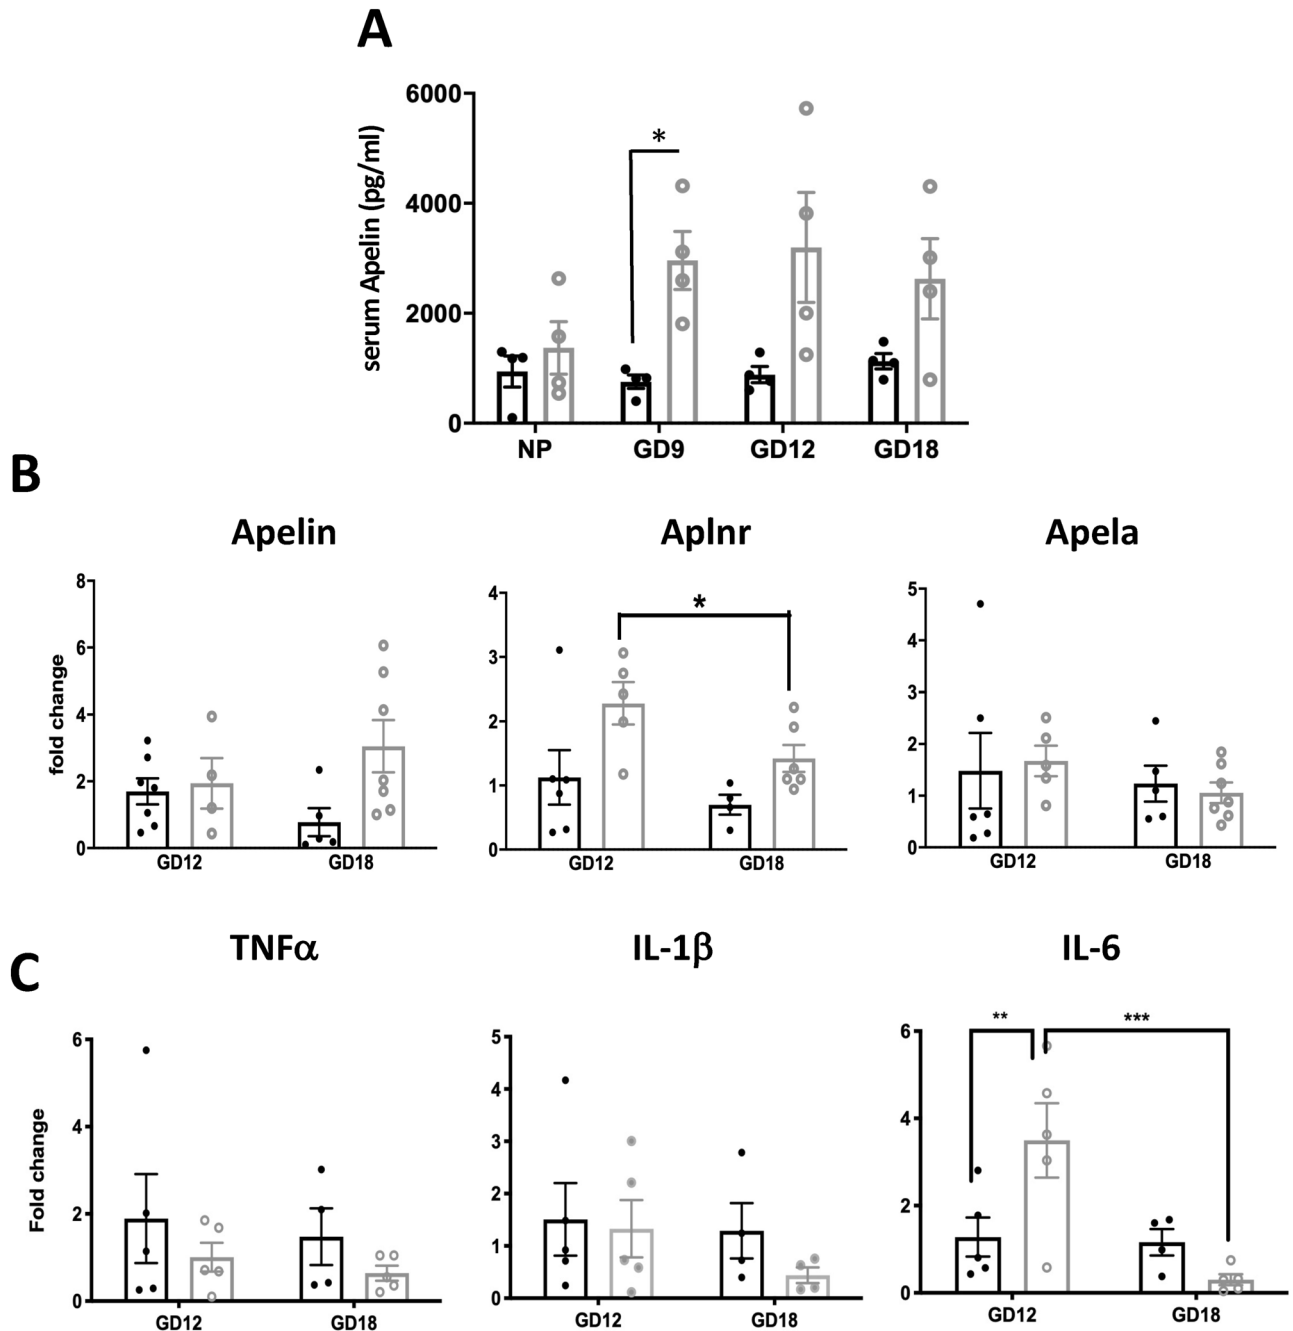 A
serum Apelin (pg/ml)
6000
4000
2000
0
*
NP GD9 GD12 GD18
B
Apelin Aplnr Apela
fold change
8
6
4
2
0
GD12 GD18
4
3
2
1
0
*
GD12 GD18
5
4
3
2
1
0
GD12 GD18
C
TNFα IL-1β IL-6
Fold change
6
4
2
0
GD12 GD18
5
4
3
2
1
0
GD12 GD18
6
4
2
0
** ***
GD12 GD18